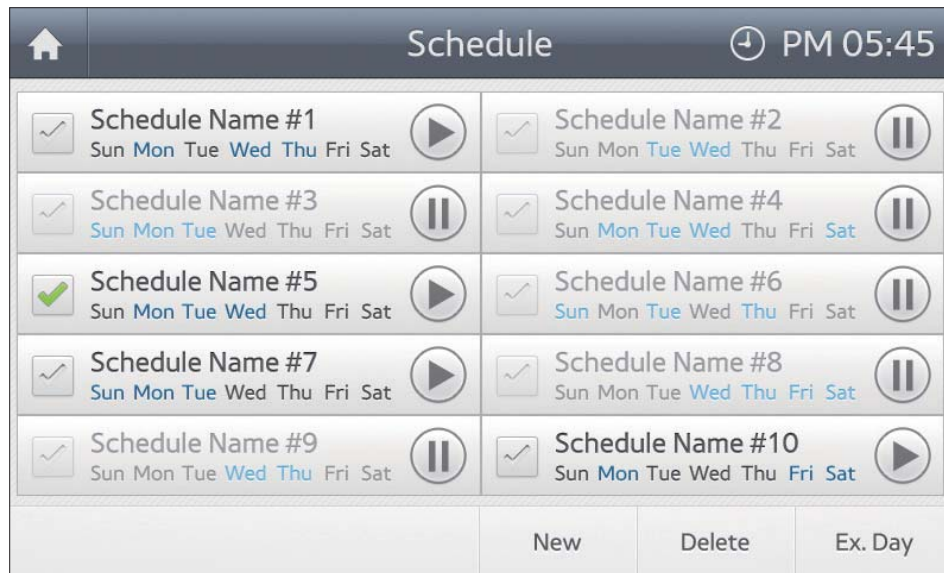 Schedule
PM 05:45
Schedule Name #1
Sun Mon Tue Wed Thu Fri Sat
Schedule Name #2
Sun Mon Tue Wed Thu Fri Sat
Schedule Name #3
Sun Mon Tue Wed Thu Fri Sat
Schedule Name #4
Sun Mon Tue Wed Thu Fri Sat
Schedule Name #5
Sun Mon Tue Wed Thu Fri Sat
Schedule Name #6
Sun Mon Tue Wed Thu Fri Sat
Schedule Name #7
Sun Mon Tue Wed Thu Fri Sat
Schedule Name #8
Sun Mon Tue Wed Thu Fri Sat
Schedule Name #9
Sun Mon Tue Wed Thu Fri Sat
Schedule Name #10
Sun Mon Tue Wed Thu Fri Sat
New
Delete
Ex. Day